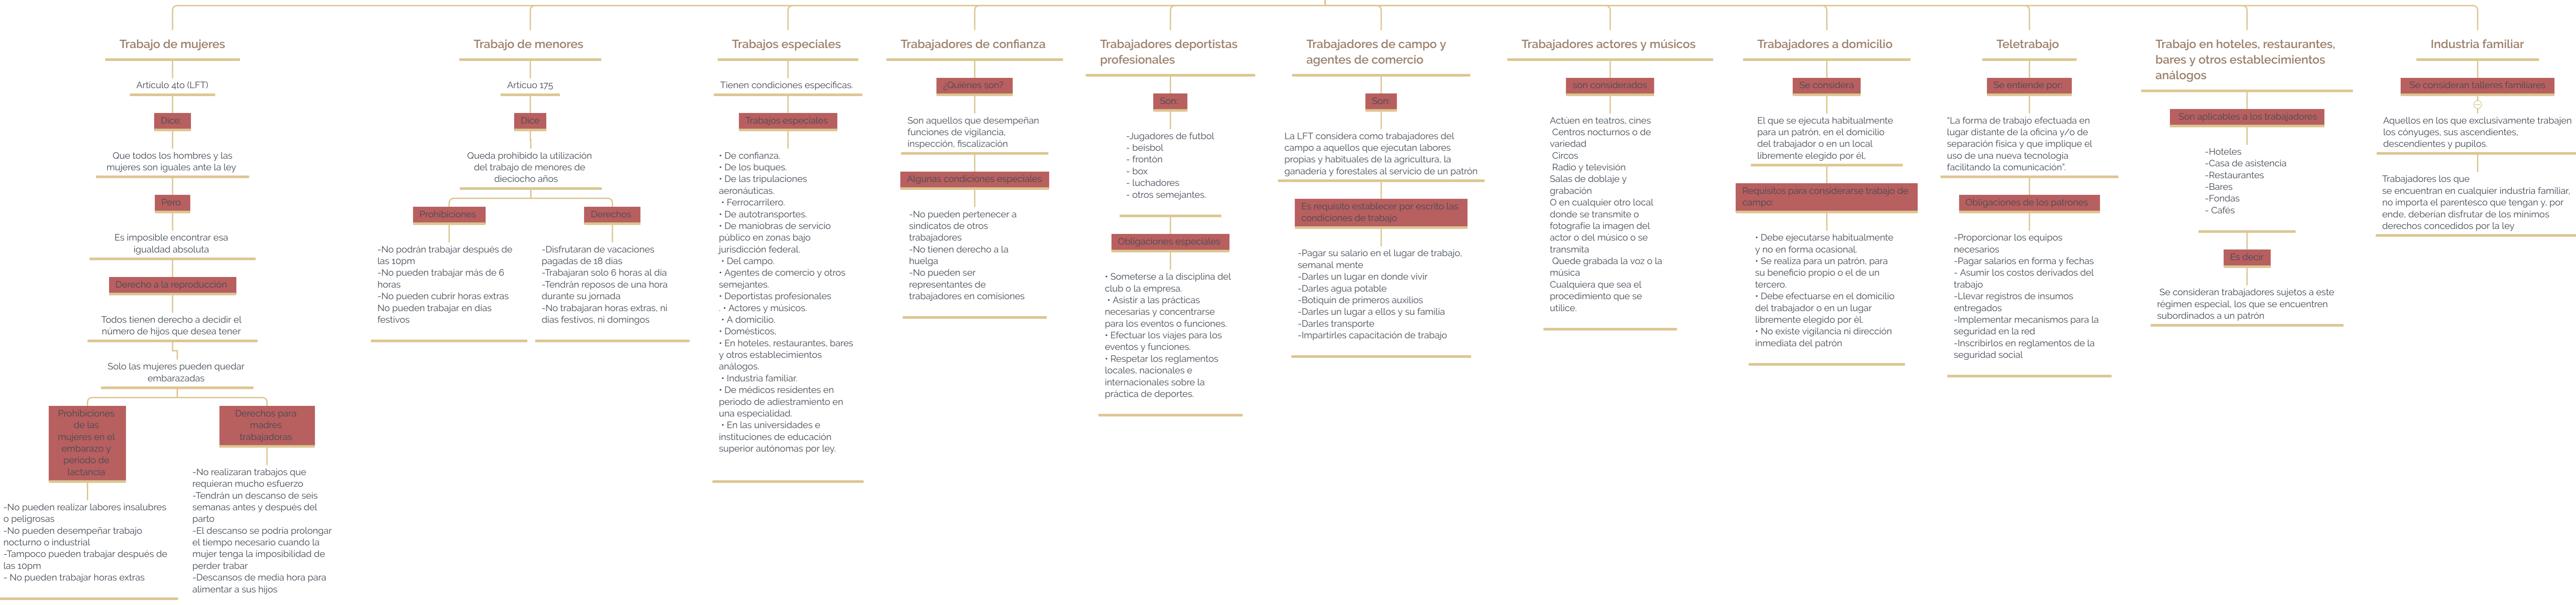 Trabajo de mujeres
Artículo 4to (LFT)
Dice:
Que todos los hombres y las
mujeres son iguales ante la ley
Pero
Es imposible encontrar esa
igualdad absoluta
Derecho a la reproducción
Todos tienen derecho a decidir el
número de hijos que desea tener
Solo las mujeres pueden quedar
embarazadas
Prohibiciones
de las
mujeres en el
embarazo y
periodo de
lactancia
-No pueden realizar labores insalubres
o peligrosas
-No pueden desempeñar trabajo
nocturno o industrial
-Tampoco pueden trabajar después de
las 10pm
- No pueden trabajar horas extras
Derechos para
madres
trabajadoras
-No realizaran trabajos que
requieran mucho esfuerzo
-Tendrán un descanso de seis
semanas antes y después del
parto
-El descanso se podría prolongar
el tiempo necesario cuando la
mujer tenga la imposibilidad de
perder trabar
-Descansos de media hora para
alimentar a sus hijos
Trabajo de menores
Artícuo 175
Dice
Queda prohibido la utilización
del trabajo de menores de
dieciocho años
Prohibiciones
-No podrán trabajar después de
las 10pm
-No pueden trabajar más de 6
horas
-No pueden cubrir horas extras
No pueden trabajar en días
festivos
Derechos
-Disfrutaran de vacaciones
pagadas de 18 días
-Trabajaran solo 6 horas al día
-Tendrán reposos de una hora
durante su jornada
-No trabajaran horas extras, ni
días festivos, ni domingos
Trabajos especiales
Tienen condiciones específicas.
Trabajos especiales
• De confianza.
• De los buques.
• De las tripulaciones
aeronáuticas.
• Ferrocarrilero.
• De autotransportes.
• De maniobras de servicio
público en zonas bajo
jurisdicción federal.
• Del campo.
• Agentes de comercio y otros
semejantes.
• Deportistas profesionales
. • Actores y músicos.
• A domicilio.
• Domésticos.
• En hoteles, restaurantes, bares
y otros establecimientos
análogos.
• Industria familiar.
• De médicos residentes en
periodo de adiestramiento en
una especialidad.
• En las universidades e
instituciones de educación
superior autónomas por ley.
Trabajadores de confianza
¿Quiénes son?
Son aquellos que desempeñan
funciones de vigilancia,
inspección, fiscalización
Algunas condiciones especiales
-No pueden pertenecer a
sindicatos de otros
trabajadores
-No tienen derecho a la
huelga
-No pueden ser
representantes de
trabajadores en comisiones
Trabajadores deportistas
profesionales
Son:
-Jugadores de futbol
- beisbol
- frontón
- box
- luchadores
- otros semejantes.
Obligaciones especiales
• Someterse a la disciplina del
club o la empresa.
• Asistir a las prácticas
necesarias y concentrarse
para los eventos o funciones.
• Efectuar los viajes para los
eventos y funciones.
• Respetar los reglamentos
locales, nacionales e
internacionales sobre la
práctica de deportes.
Trabajadores de campo y
agentes de comercio
Son:
La LFT considera como trabajadores del
campo a aquellos que ejecutan labores
propias y habituales de la agricultura, la
ganadería y forestales al servicio de un patrón
Es requisito establecer por escrito las
condiciones de trabajo
-Pagar su salario en el lugar de trabajo,
semanal mente
-Darles un lugar en donde vivir
-Darles agua potable
-Botiquín de primeros auxilios
-Darles un lugar a ellos y su familia
-Darles transporte
-Impartirles capacitación de trabajo
Trabajadores actores y músicos
son considerados
Actúen en teatros, cines
Centros nocturnos o de
variedad
Circos
Radio y televisión
Salas de doblaje y
grabación
O en cualquier otro local
donde se transmite o
fotografíe la imagen del
actor o del músico o se
transmita
Quede grabada la voz o la
música
Cualquiera que sea el
procedimiento que se
utilice.
Trabajadores a domicilio
Se considera
El que se ejecuta habitualmente
para un patrón, en el domicilio
del trabajador o en un local
libremente elegido por él,
Requisitos para considerarse trabajo de
campo:
• Debe ejecutarse habitualmente
y no en forma ocasional.
• Se realiza para un patrón, para
su beneficio propio o el de un
tercero.
• Debe efectuarse en el domicilio
del trabajador o en un lugar
libremente elegido por él.
• No existe vigilancia ni dirección
inmediata del patrón
Teletrabajo
Se entiende por:
"La forma de trabajo efectuada en
lugar distante de la oficina y/o de
separación física y que implique el
uso de una nueva tecnología
facilitando la comunicación".
Obligaciones de los patrones
-Proporcionar los equipos
necesarios
-Pagar salarios en forma y fechas
- Asumir los costos derivados del
trabajo
-Llevar registros de insumos
entregados
-Implementar mecanismos para la
seguridad en la red
-Inscribirlos en reglamentos de la
seguridad social
Trabajo en hoteles, restaurantes,
bares y otros establecimientos
análogos
Son aplicables a los trabajadores
-Hoteles
-Casa de asistencia
-Restaurantes
-Bares
-Fondas
- Cafés
Es decir
Se consideran trabajadores sujetos a este
régimen especial, los que se encuentren
subordinados a un patrón
Industria familiar
Se consideran talleres familiares
Aquellos en los que exclusivamente trabajen
los cónyuges, sus ascendientes,
descendientes y pupilos.
Trabajadores los que
se encuentran en cualquier industria familiar,
no importa el parentesco que tengan y, por
ende, deberían disfrutar de los mínimos
derechos concedidos por la ley